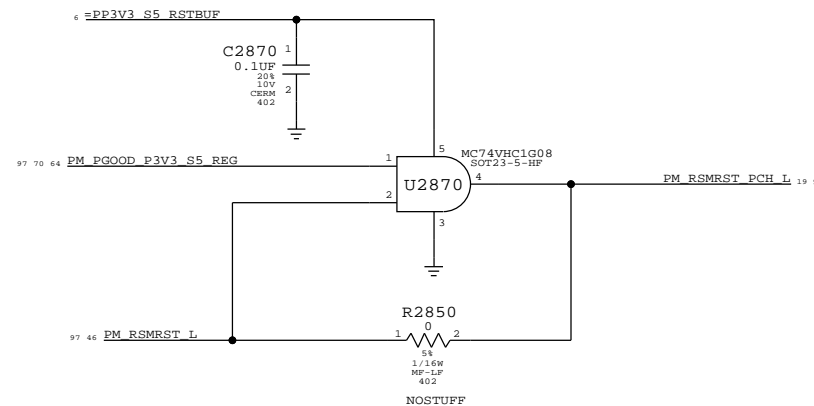 6 =PP3V3_S5_RSTBUF
C2870 1
0.1UF
20%
10V
CERM 2
402
5 MC74VHC1G08
SOT23-5-HF
97 70 64 PM_PGOOD_P3V3_S5_REG 1
U2870 4 PM_RSMRST_PCH_L 19
2
3
R2850
0
97 46 PM_RSMRST_L 1 2
5%
1/16W
MF-LF
402
NOSTUFF